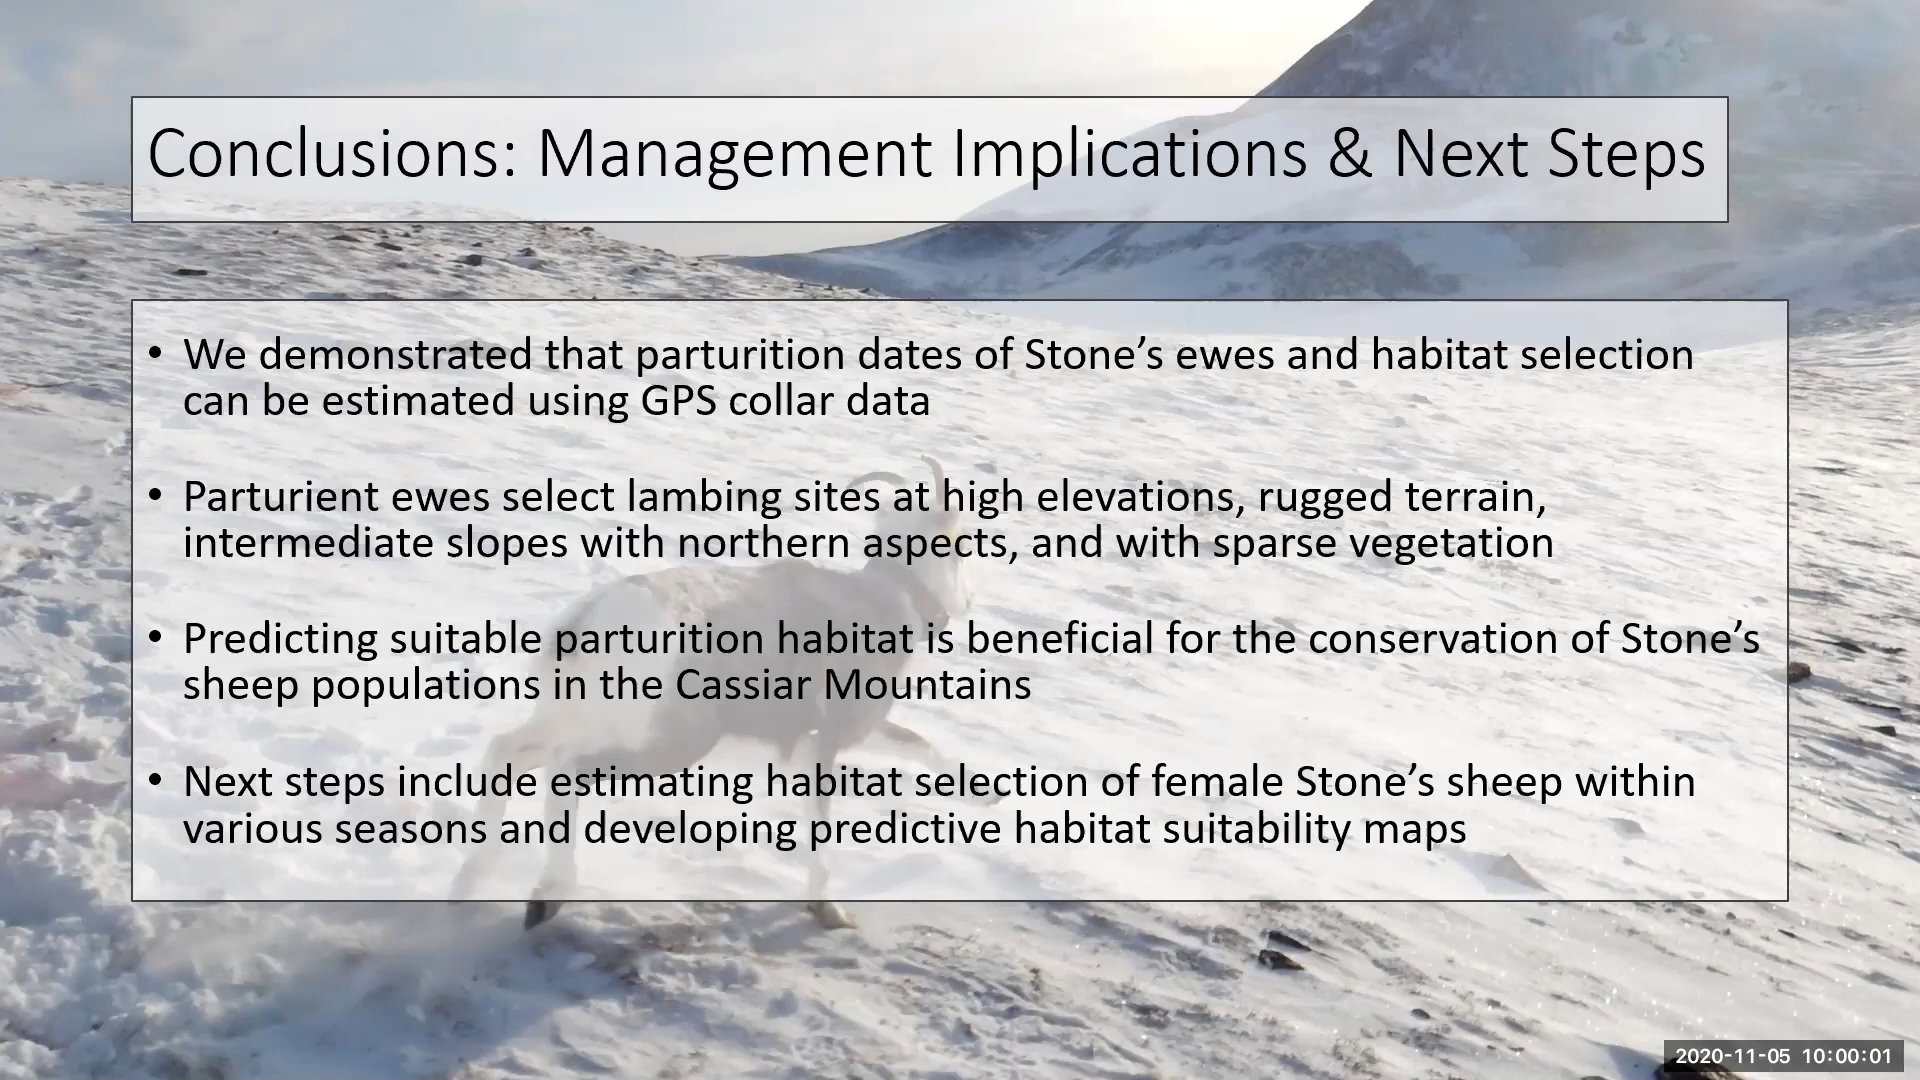 Conclusions: Management Implications & Next Steps
• We demonstrated that parturition dates of Stone’s ewes and habitat selection
can be estimated using GPS collar data
• Parturient ewes select lambing sites at high elevations, rugged terrain,
intermediate slopes with northern aspects, and with sparse vegetation
• Predicting suitable parturition habitat is beneficial for the conservation of Stone’s
sheep populations in the Cassiar Mountains
• Next steps include estimating habitat selection of female Stone’s sheep within
various seasons and developing predictive habitat suitability maps
2020-11-05 10:00:01